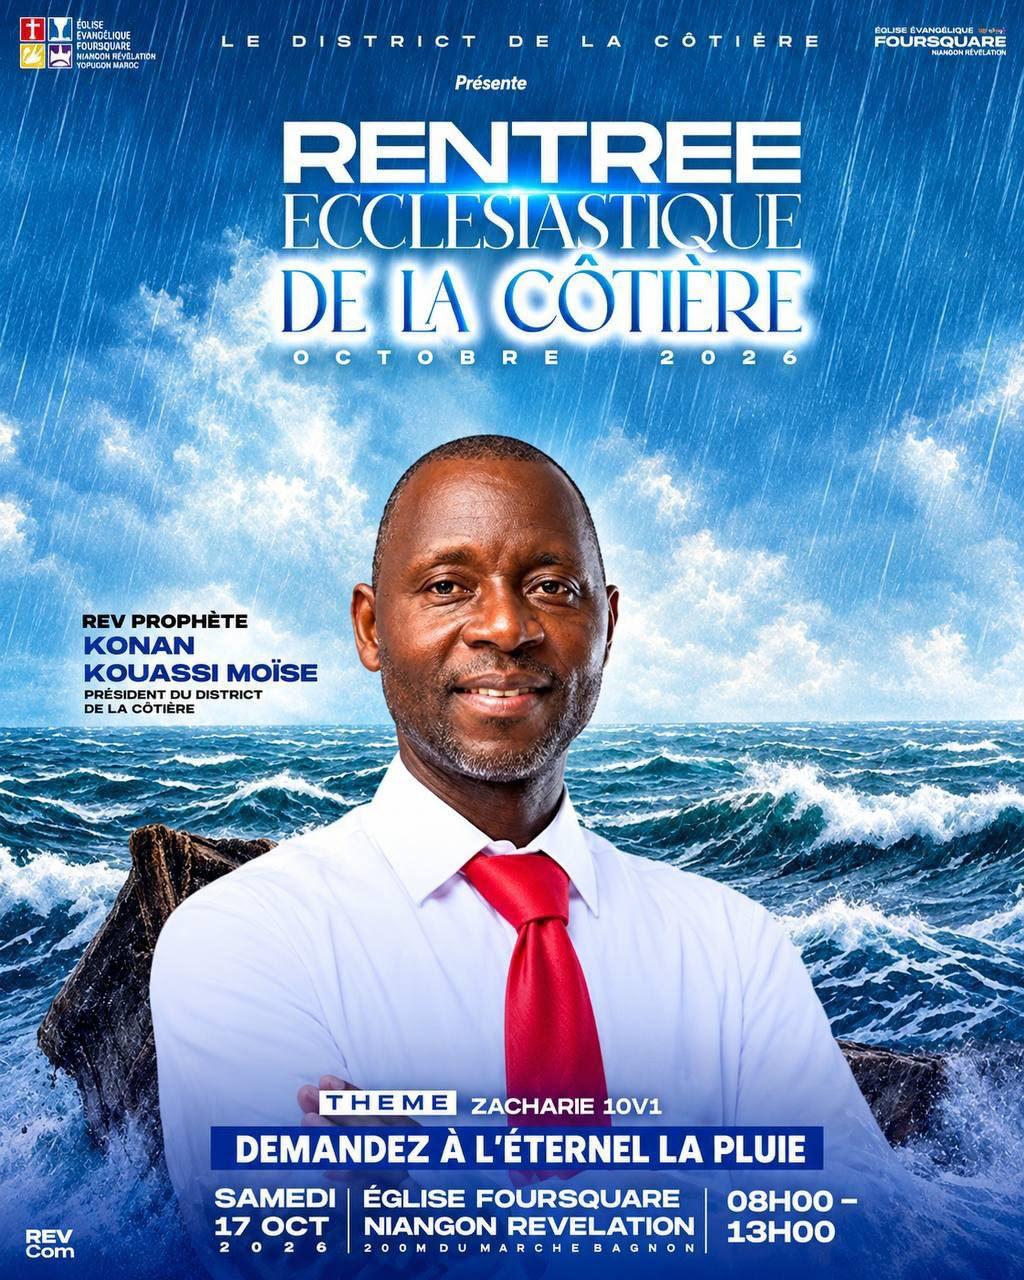 ÉGLISE
ÉVANGÉLIQUE
FOURSQUARE
NIANGON RÉVÉLATION
YOPUGON MAROC
LE DISTRICT DE LA CÔTIÈRE
ÉGLISE ÉVANGÉLIQUE
FOURSQUARE
NIANGON RÉVÉLATION
Présente
RENTREE
ECCLESIASTIQUE
DE LA CÔTIÈRE
OCTOBRE 2026
REV PROPHÈTE
KONAN
KOUASSI MOÏSE
PRÉSIDENT DU DISTRICT
DE LA CÔTIÈRE
THEME ZACHARIE 10V1
DEMANDEZ À L'ÉTERNEL LA PLUIE
SAMEDI
17 OCT
2026
ÉGLISE FOURSQUARE
NIANGON REVELATION
200M DU MARCHE BAGNON
08H00 –
13H00
REV
Com